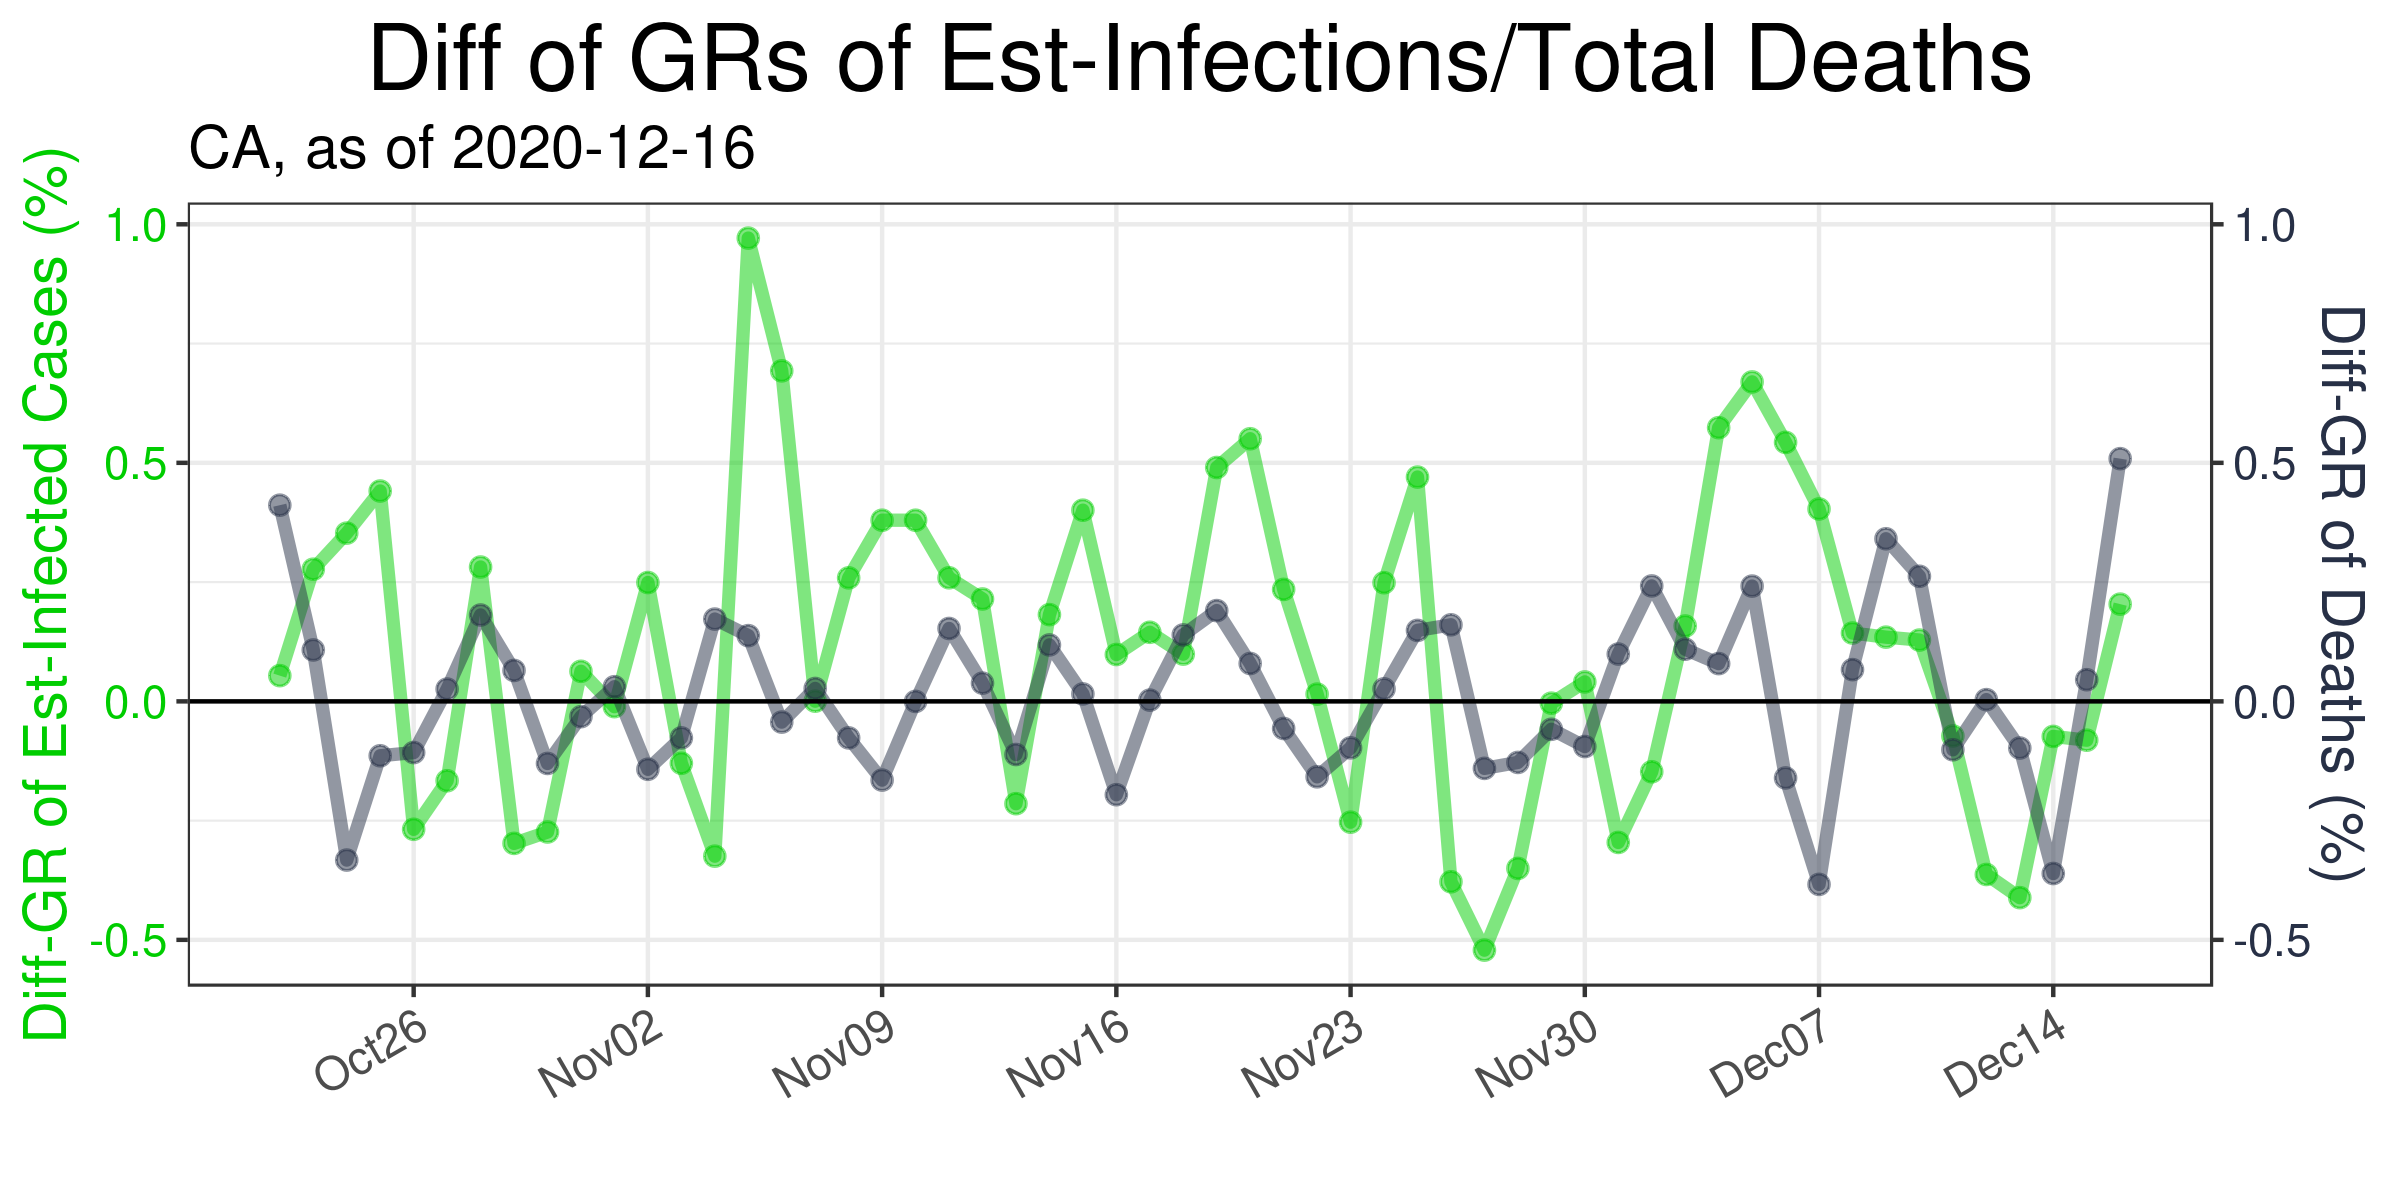 Diff of GRs of Est-Infections/Total Deaths
CA, as of 2020-12-16
Diff-GR of Est-Infected Cases (%)
1.0
0.5
0.0
-0.5
1.0
0.5
0.0
-0.5
Diff-GR of Deaths (%)
Oct26
Nov02
Nov09
Nov16
Nov23
Nov30
Dec07
Dec14